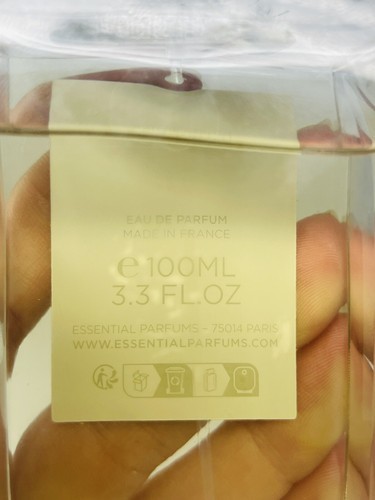 EAU DE PARFUM
MADE IN FRANCE
℮ 100ML
3.3 FL.OZ
ESSENTIAL PARFUMS – 75014 PARIS
WWW.ESSENTIALPARFUMS.COM